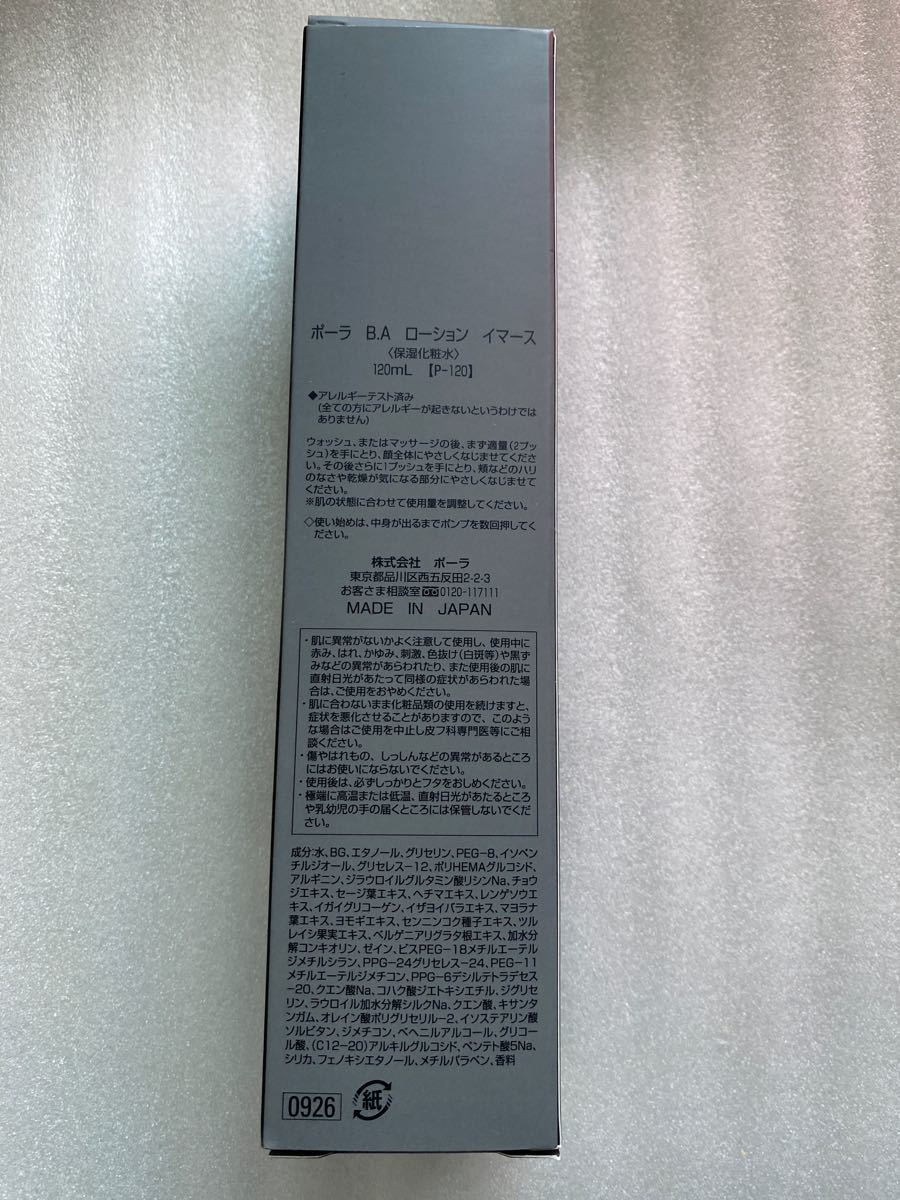 ポーラ B.A ローション イマース
〈保湿化粧水〉
120mL 【P-120】
◆アレルギーテスト済み
(全ての方にアレルギーが起きないというわけでは
ありません)
ウォッシュ、またはマッサージの後、まず適量(2プッ
シュ)を手にとり、顔全体にやさしくなじませてくださ
い。その後さらに1プッシュを手にとり、頬などのハリ
のなさや乾燥が気になる部分にやさしくなじませて
ください。
※肌の状態に合わせて使用量を調整してください。
◇使い始めは、中身が出るまでポンプを数回押してく
ださい。
株式会社 ポーラ
東京都品川区西五反田2-2-3
お客さま相談室 0120-117111
MADE IN JAPAN
・肌に異常がないかよく注意して使用し、使用中に
赤み、はれ、かゆみ、刺激、色抜け(白斑等)や黒ず
みなどの異常があらわれたり、また使用後の肌に
直射日光があたって同様の症状があらわれた場
合は、ご使用をおやめください。
・肌に合わないまま化粧品類の使用を続けますと、
症状を悪化させることがありますので、このよう
な場合はご使用を中止し皮フ科専門医等にご相
談ください。
・傷やはれもの、しっしんなどの異常があるところ
にはお使いにならないでください。
・使用後は、必ずしっかりとフタをおしめください。
・極端に高温または低温、直射日光があたるところ
や乳幼児の手の届くところには保管しないでくだ
さい。
成分:水、BG、エタノール、グリセリン、PEG-8、イソペン
チルジオール、グリセレス-12、ポリHEMAグルコシド、
アルギニン、ジラウロイルグルタミン酸リシンNa、チョウ
ジエキス、セージ葉エキス、ヘチマエキス、レンゲソウエ
キス、イガイグリコーゲン、イザヨイバラエキス、マヨラナ
葉エキス、ヨモギエキス、センニンコク種子エキス、ツル
レイシ果実エキス、ベルゲニアリグラタ根エキス、加水分
解コンキオリン、ゼイン、ビスPEG-18メチルエーテル
ジメチルシラン、PPG-24グリセレス-24、PEG-11
メチルエーテルジメチコン、PPG-6デシルテトラデセス
-20、クエン酸Na、コハク酸ジエトキシエチル、ジグリセ
リン、ラウロイル加水分解シルクNa、クエン酸、キサンタ
ンガム、オレイン酸ポリグリセリル-2、イソステアリン酸
ソルビタン、ジメチコン、ベヘニルアルコール、グリコー
ル酸、(C12-20)アルキルグルコシド、ペンテト酸5Na、
シリカ、フェノキシエタノール、メチルパラベン、香料
0926 紙